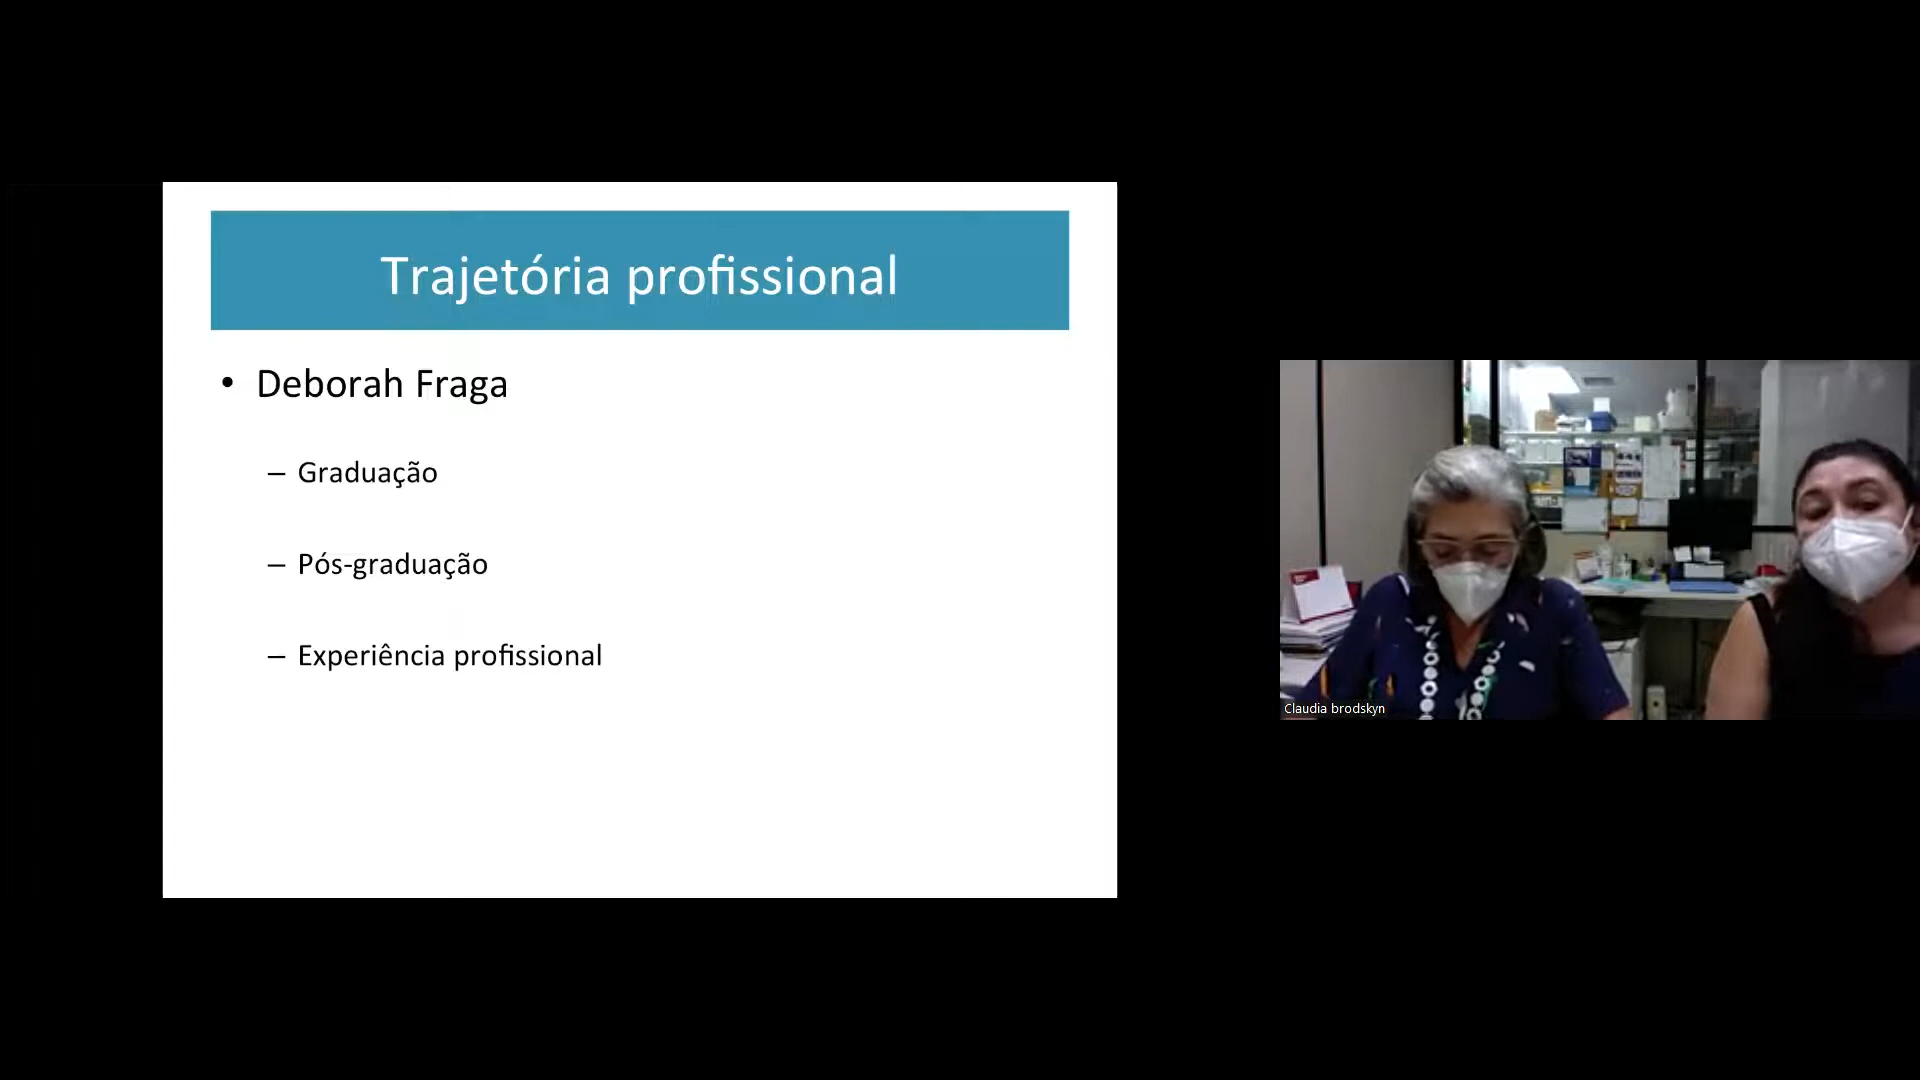 Trajetória profissional
• Deborah Fraga
– Graduação
– Pós-graduação
– Experiência profissional
Claudia brodskyn